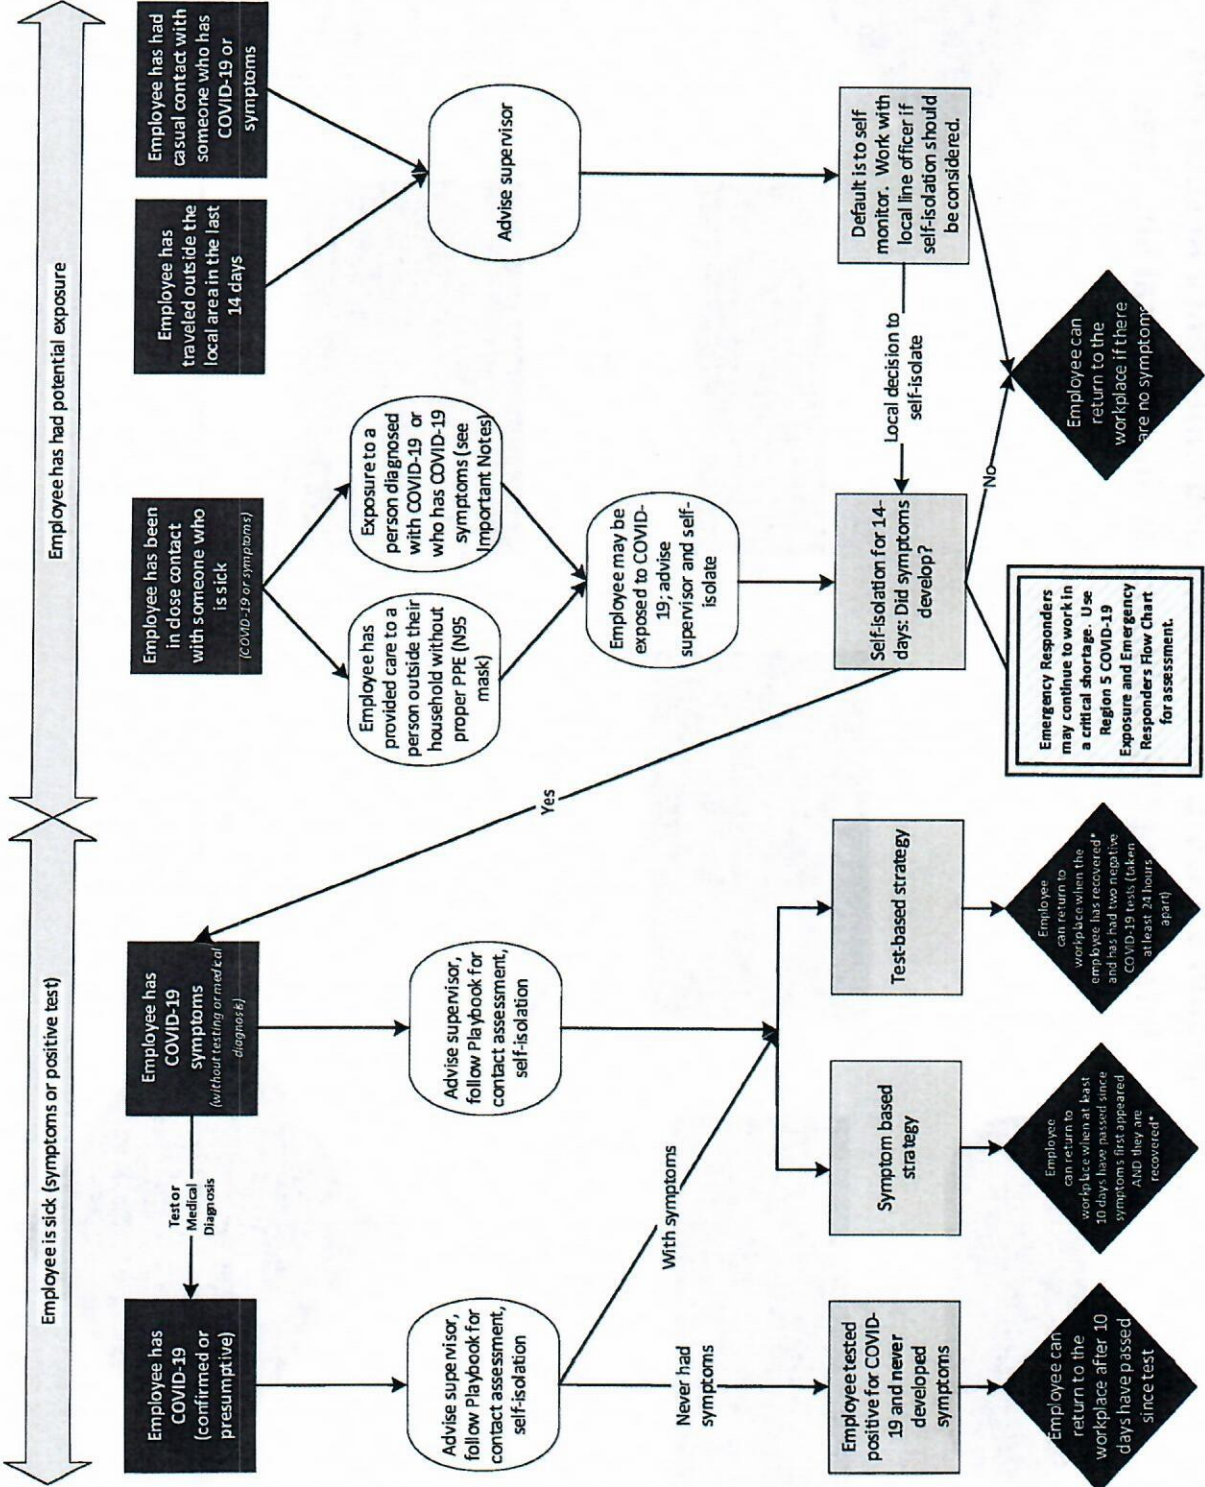 Employee is sick (symptoms or positive test)
Employee has had potential exposure
Employee has
COVID-19
(confirmed or
presumptive)
Test or
Medical
Diagnosis
Employee has
COVID-19
symptoms
(without testing or medical
diagnosis)
Employee has been
in close contact
with someone who
is sick
(COVID-19 or symptoms)
Employee has
traveled outside the
local area in the last
14 days
Employee has had
casual contact with
someone who has
COVID-19 or
symptoms
Advise supervisor,
follow Playbook for
contact assessment,
self-isolation
Advise supervisor,
follow Playbook for
contact assessment,
self-isolation
Employee has
provided care to a
person outside their
household without
proper PPE (N95
mask)
Exposure to a
person diagnosed
with COVID-19 or
who has COVID-19
symptoms (see
Important Notes)
Advise supervisor
Employee may be
exposed to COVID-
19; advise
supervisor and self-
isolate
Yes
Never had
symptoms
With symptoms
Employee tested
positive for COVID-
19 and never
developed
symptoms
Symptom based
strategy
Test-based strategy
Self-isolation for 14-
days: Did symptoms
develop?
Local decision to
self-isolate
Default is to self
monitor. Work with
local line officer if
self-isolation should
be considered.
No
Employee can
return to the
workplace after 10
days have passed
since test
Employee
can return to
workplace when at least
10 days have passed since
symptoms first appeared
AND they are
recovered*
Employee
can return to
workplace when the
employee has recovered*
and has had two negative
COVID-19 tests (taken
at least 24 hours
apart)
Emergency Responders
may continue to work in
a critical shortage. Use
Region 5 COVID-19
Exposure and Emergency
Responders Flow Chart
for assessment.
Employee can
return to the
workplace if there
are no symptoms